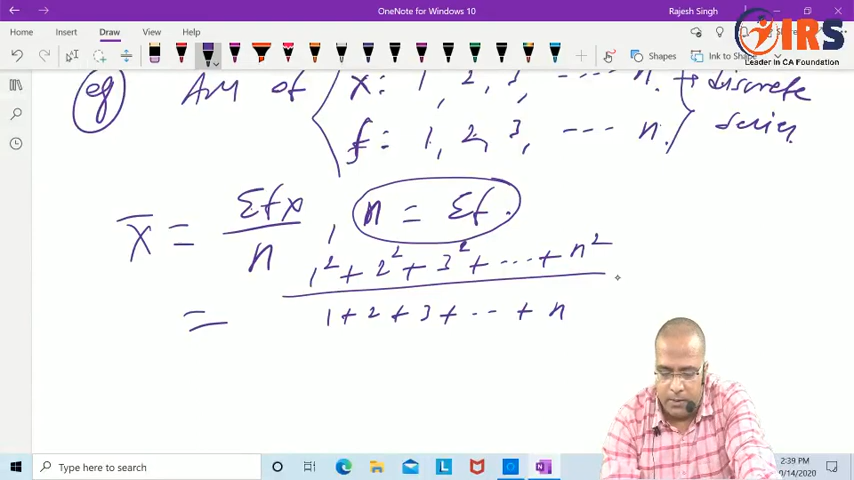 OneNote for Windows 10
Rajesh Singh
Home Insert Draw View Help
Shapes Ink to Shape
IRS
Leader in CA Foundation
eg AM of x: 1, 2, 3, ---- n. → discrete
f: 1, 2, 3, --- n. series
x̄ = Σfx / n , n = Σf.
= 1² + 2² + 3² + ... + n²
1 + 2 + 3 + -- + n
Type here to search
2:39 PM
0/14/2020